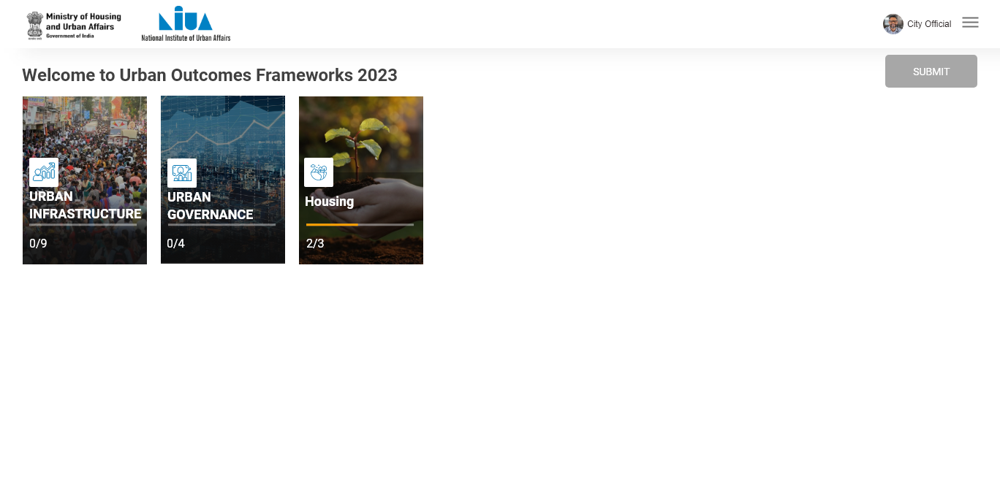 Ministry of Housing
and Urban Affairs
Government of India
NIUA
National Institute of Urban Affairs
City Official
Welcome to Urban Outcomes Frameworks 2023
SUBMIT
URBAN
INFRASTRUCTURE
0/9
URBAN
GOVERNANCE
0/4
Housing
2/3